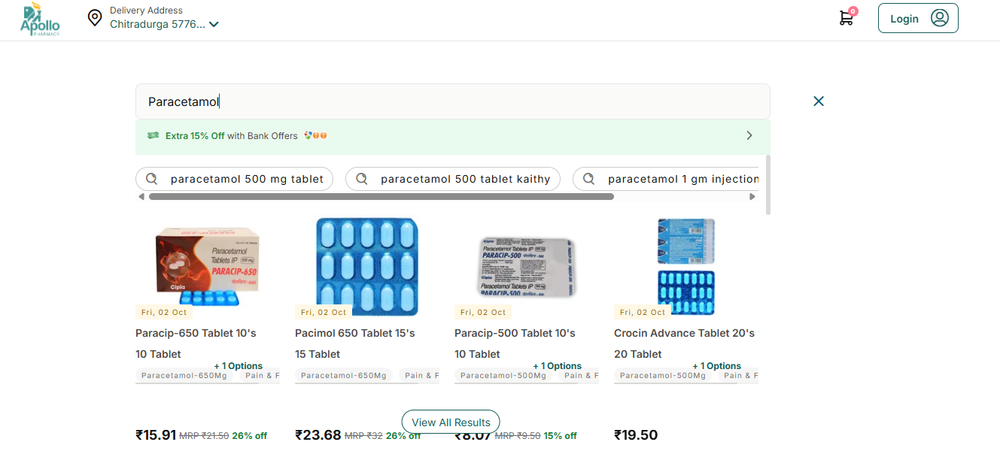 Apollo
PHARMACY
Delivery Address
Chitradurga 5776...
0
Login
Paracetamol
Extra 15% Off with Bank Offers
paracetamol 500 mg tablet
paracetamol 500 tablet kaithy
paracetamol 1 gm injection
Paracetamol
Tablets IP
PARACIP-650
Cipla
Cipla
Paracetamol Tablets IP
PARACIP-500
Cipla
Paracetamol Tablets IP
PARACIP-500
Fri, 02 Oct
Fri, 02 Oct
Fri, 02 Oct
Fri, 02 Oct
Paracip-650 Tablet 10's
Pacimol 650 Tablet 15's
Paracip-500 Tablet 10's
Crocin Advance Tablet 20's
10 Tablet
15 Tablet
10 Tablet
20 Tablet
+ 1 Options
+ 1 Options
+ 1 Options
Paracetamol-650Mg Pain & F
Paracetamol-650Mg Pain & F
Paracetamol-500Mg Pain & F
Paracetamol-500Mg Pain & F
View All Results
₹15.91 MRP ₹21.50 26% off
₹23.68 MRP ₹32 26% off
₹8.07 MRP ₹9.50 15% off
₹19.50